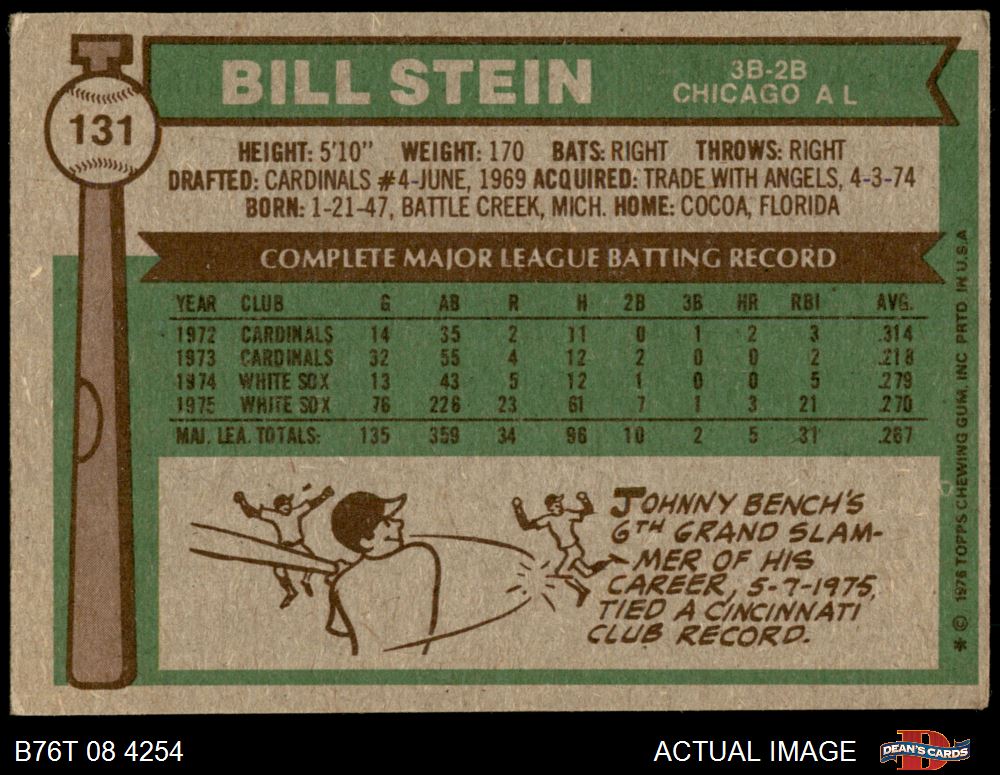 131
BILL STEIN
3B-2B
CHICAGO A L
HEIGHT: 5'10" WEIGHT: 170 BATS: RIGHT THROWS: RIGHT
DRAFTED: CARDINALS #4-JUNE, 1969 ACQUIRED: TRADE WITH ANGELS, 4-3-74
BORN: 1-21-47, BATTLE CREEK, MICH. HOME: COCOA, FLORIDA
COMPLETE MAJOR LEAGUE BATTING RECORD
YEAR CLUB G AB R H 2B 3B HR RBI AVG.
1972 CARDINALS 14 35 2 11 0 1 2 3 .314
1973 CARDINALS 32 55 4 12 2 0 0 2 .218
1974 WHITE SOX 13 43 5 12 1 0 0 5 .279
1975 WHITE SOX 76 226 23 61 7 1 3 21 .270
MAJ. LEA. TOTALS: 135 359 34 96 10 2 5 31 .267
JOHNNY BENCH'S
6TH GRAND SLAM-
MER OF HIS
CAREER, 5-7-1975,
TIED A CINCINNATI
CLUB RECORD.
* © 1976 TOPPS CHEWING GUM, INC PRTD IN U.S.A
B76T 08 4254
ACTUAL IMAGE
DEAN'S CARDS